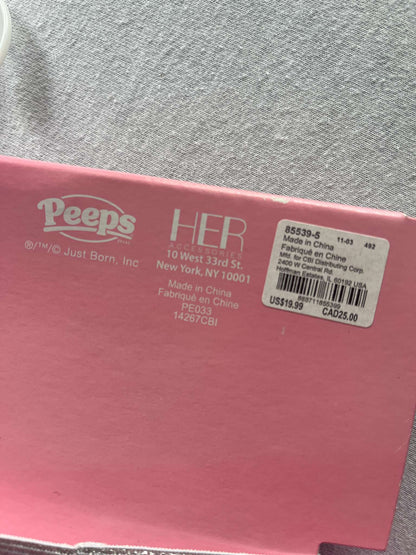 Peeps
BRAND
®/™/© Just Born, Inc
HER
ACCESSORIES
10 West 33rd St.
New York, NY 10001
Made in China
Fabriqué en Chine
PE033
14267CBI
85539-5 11-03 492
Made in China
Fabriqué en Chine
Mfd. for CBI Distributing Corp.
2400 W Central Rd.
Hoffman Estates, IL 60192 USA
889711855399
US$19.99 CAD25.00